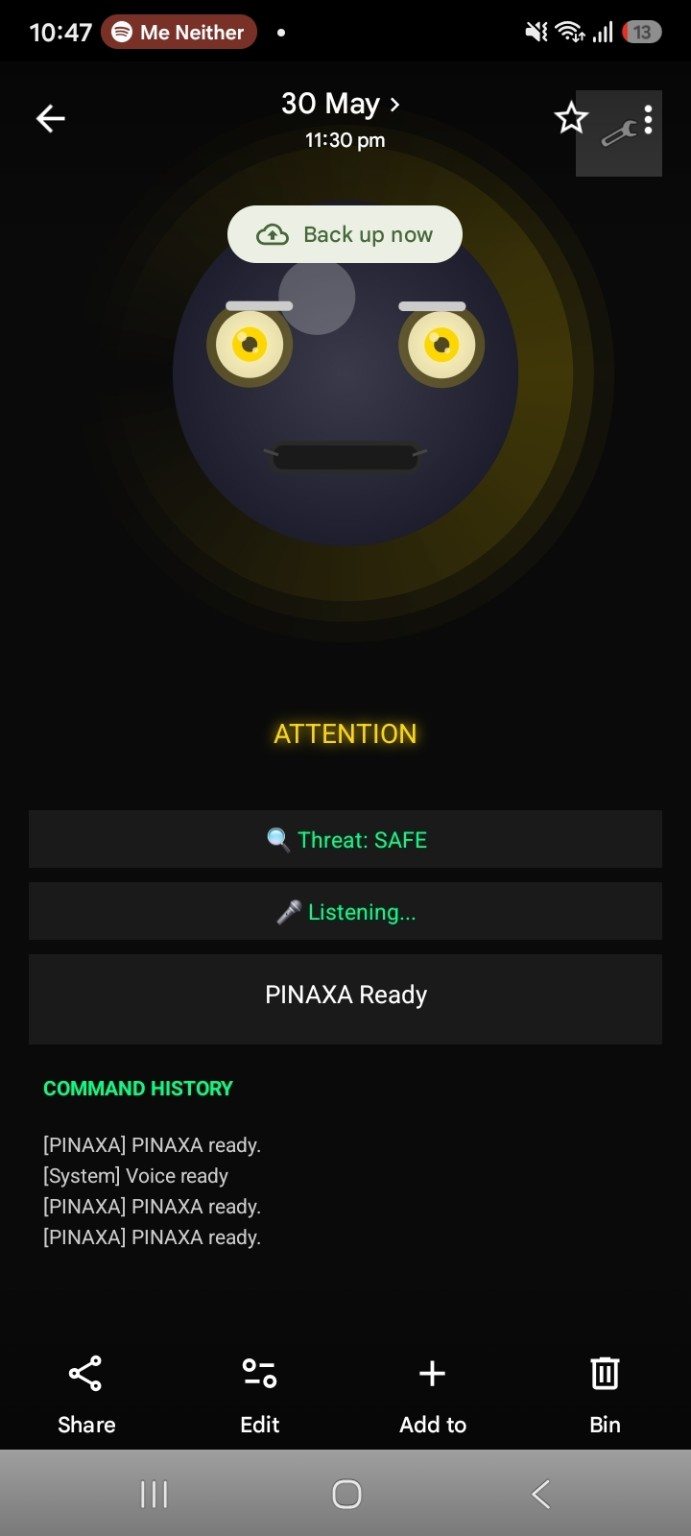 10:47 Me Neither 13
30 May
11:30 pm
Back up now
ATTENTION
Threat: SAFE
Listening...
PINAXA Ready
COMMAND HISTORY
[PINAXA] PINAXA ready.
[System] Voice ready
[PINAXA] PINAXA ready.
[PINAXA] PINAXA ready.
Share Edit Add to Bin